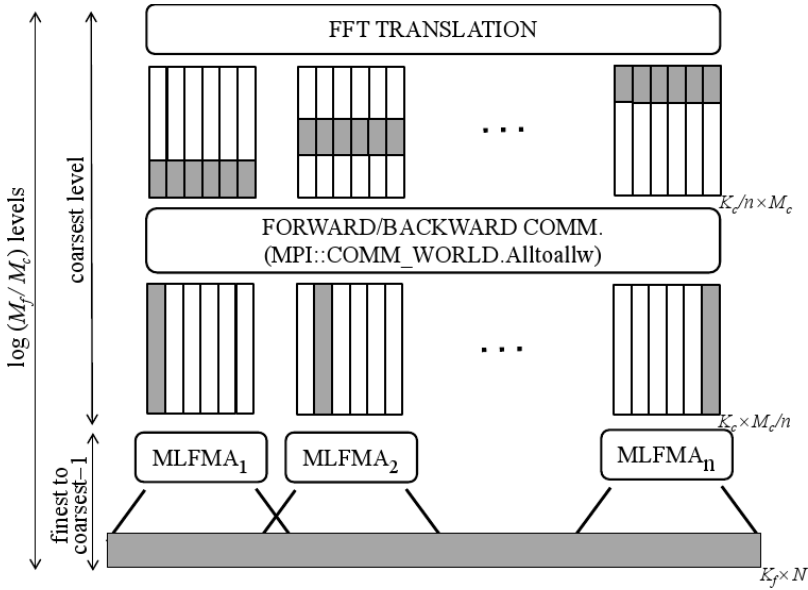 FFT TRANSLATION
. . .
K_c/n×M_c
FORWARD/BACKWARD COMM.
(MPI::COMM_WORLD.Alltoallw)
. . .
K_c×M_c/n
MLFMA_1
MLFMA_2
MLFMA_n
K_f×N
log (M_f/ M_c) levels
coarsest level
finest to
coarsest−1